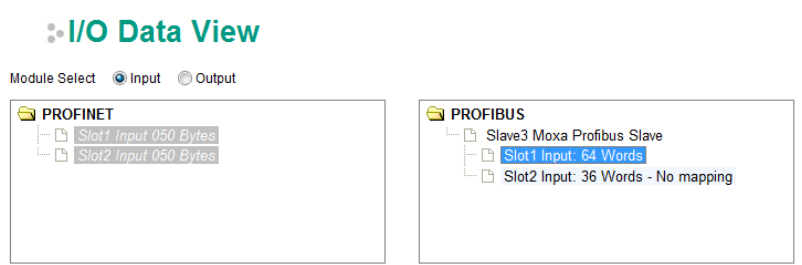 I/O Data View
Module Select Input Output
PROFINET
Slot1 Input 050 Bytes
Slot2 Input 050 Bytes
PROFIBUS
Slave3 Moxa Profibus Slave
Slot1 Input: 64 Words
Slot2 Input: 36 Words - No mapping